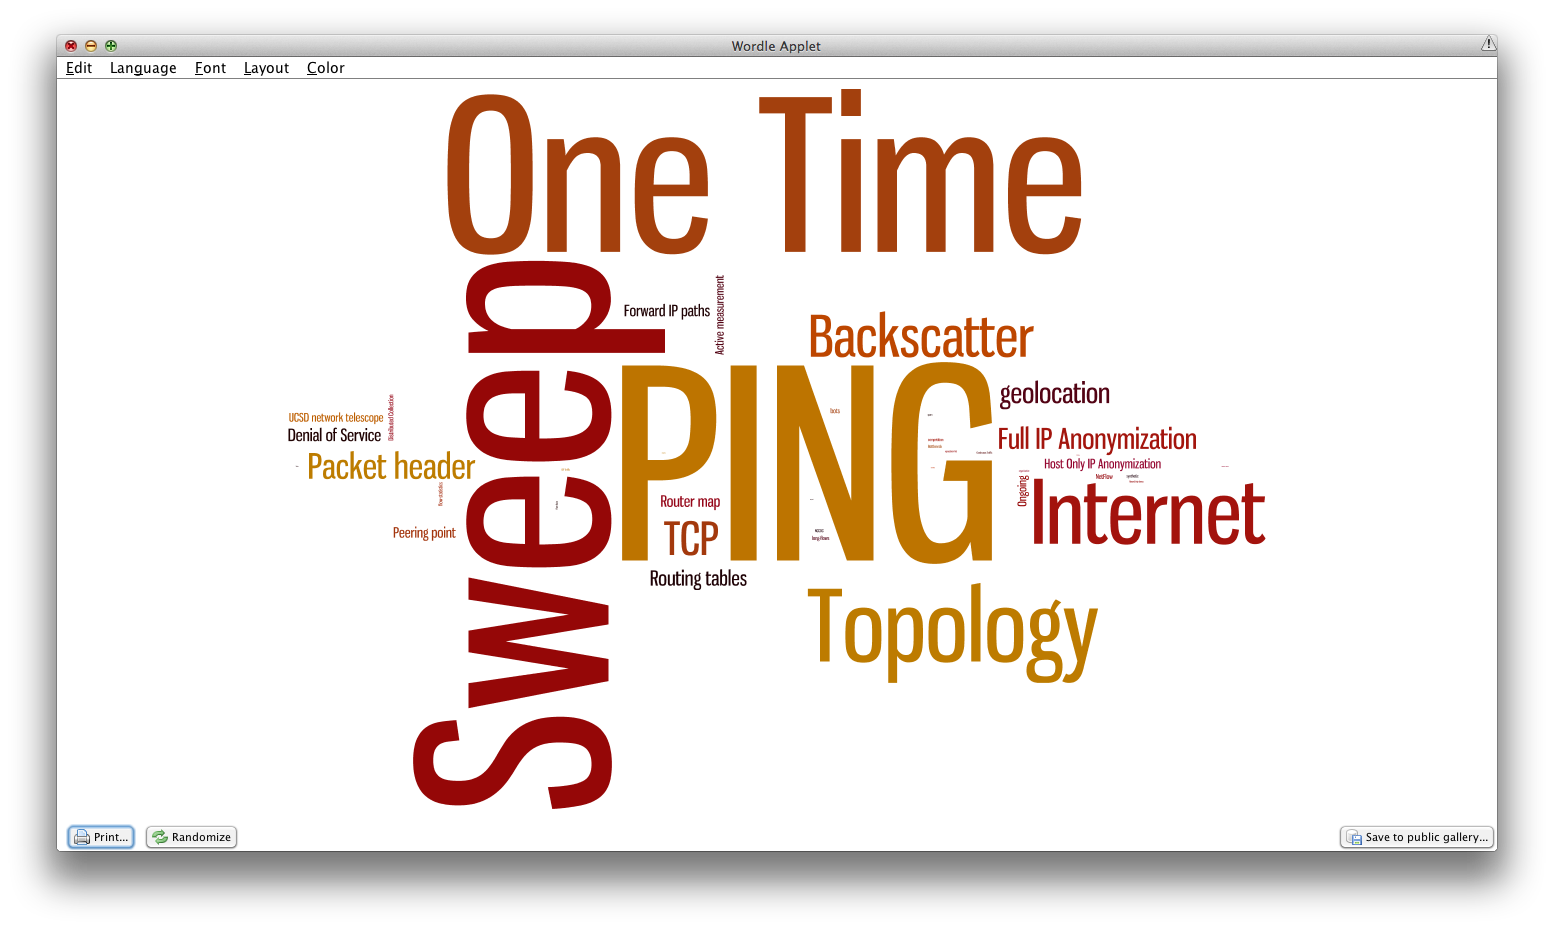 Wordle Applet
Edit Language Font Layout Color
One Time
Sweep
Forward IP paths
Active measurement
Backscatter
PING
geolocation
UCSD network telescope
Distributed Collection
Denial of Service
Full IP Anonymization
Packet header
Host Only IP Anonymization
NetFlow
Ongoing
Internet
bots
Router map
Peering point
TCP
Routing tables
Topology
Print...
Randomize
Save to public gallery...